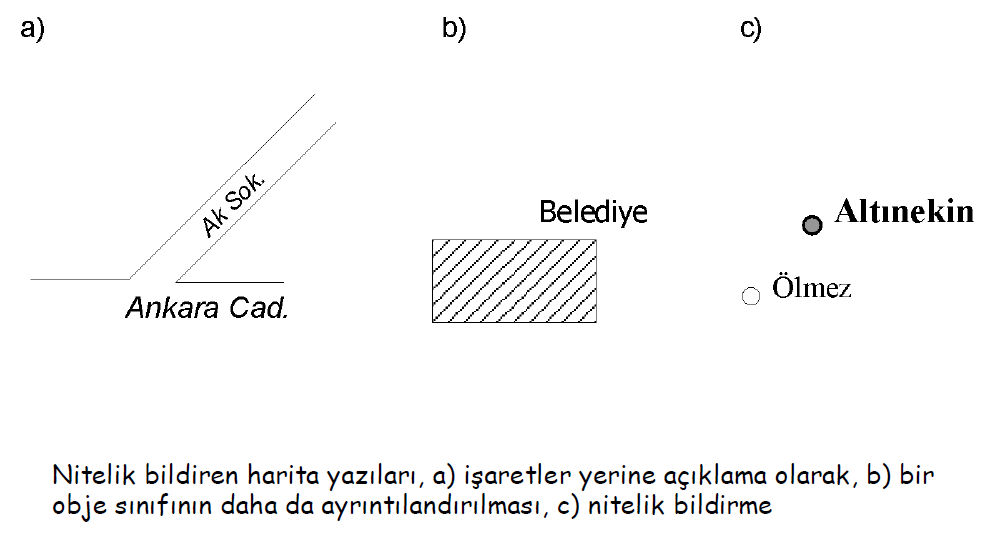 a)
b)
c)
Ak Sok.
Ankara Cad.
Belediye
Altınekin
Ölmez
Nitelik bildiren harita yazıları, a) işaretler yerine açıklama olarak, b) bir
obje sınıfının daha da ayrıntılandırılması, c) nitelik bildirme